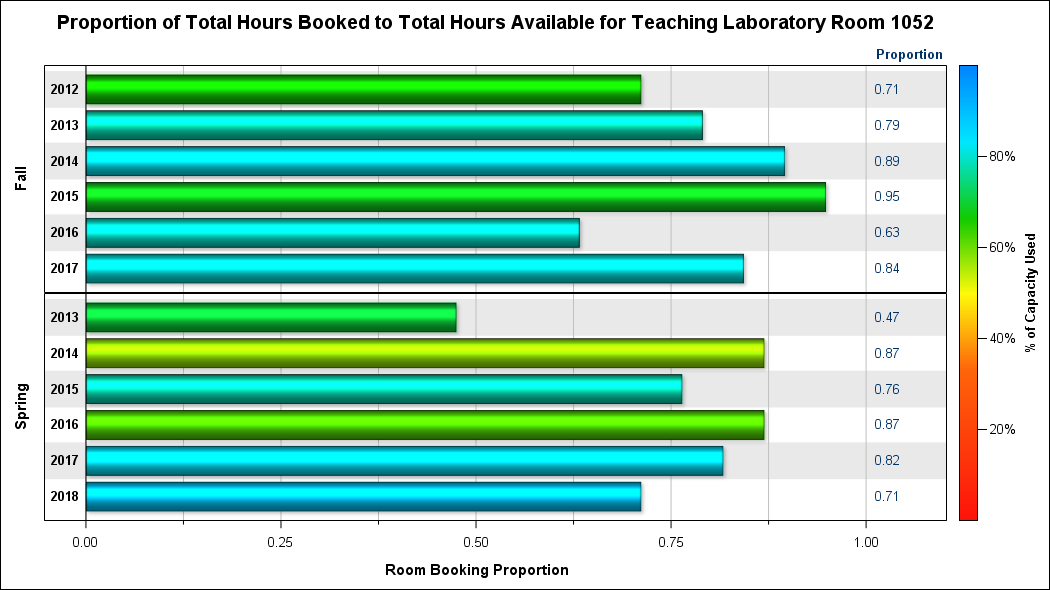 Proportion of Total Hours Booked to Total Hours Available for Teaching Laboratory Room 1052
Proportion
Fall
2012 0.71
2013 0.79
2014 0.89
2015 0.95
2016 0.63
2017 0.84
Spring
2013 0.47
2014 0.87
2015 0.76
2016 0.87
2017 0.82
2018 0.71
0.00 0.25 0.50 0.75 1.00
Room Booking Proportion
80%
60%
40%
20%
% of Capacity Used